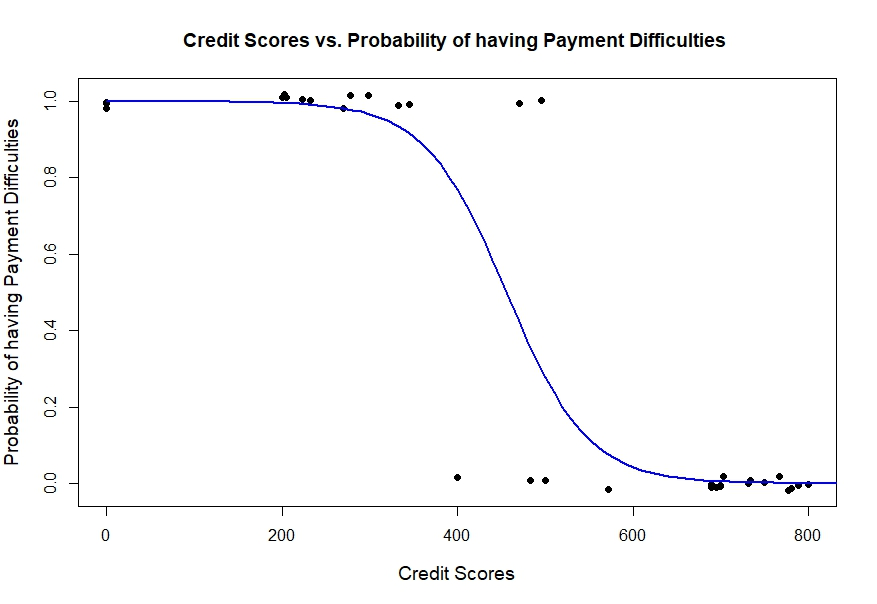 Credit Scores vs. Probability of having Payment Difficulties
Probability of having Payment Difficulties
1.0
0.8
0.6
0.4
0.2
0.0
0 200 400 600 800
Credit Scores